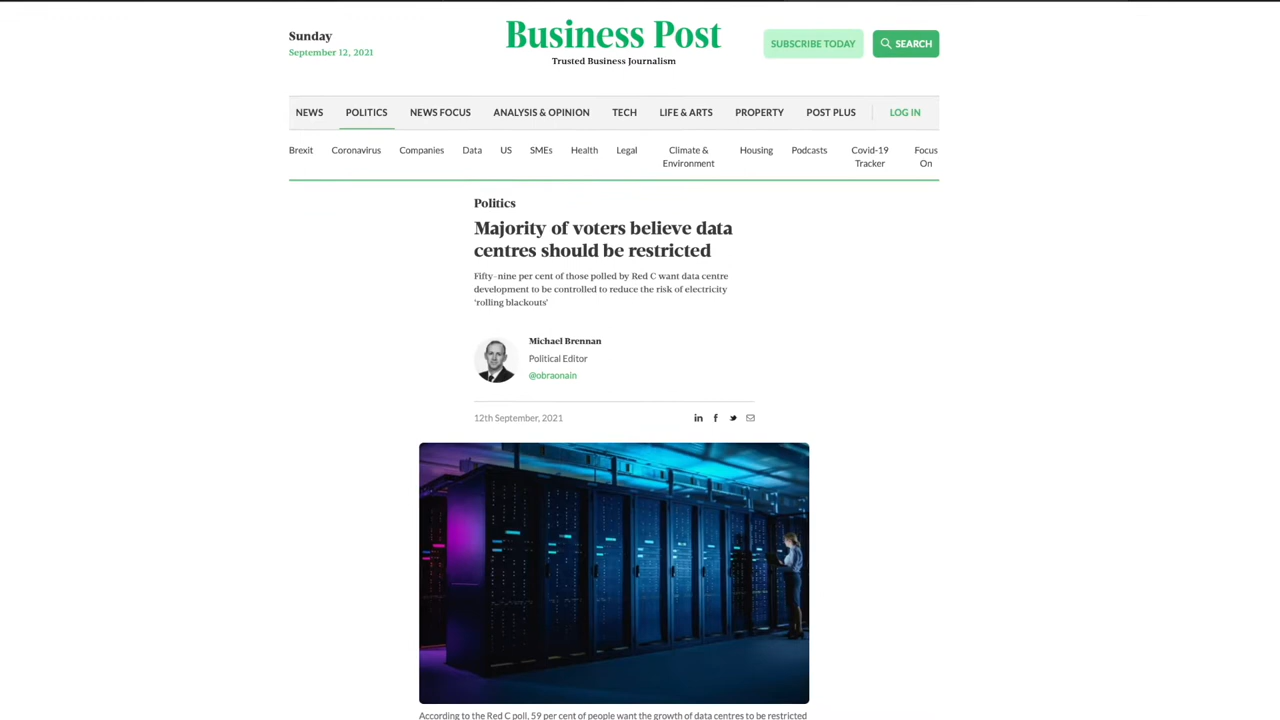 Sunday
September 12, 2021
Business Post
Trusted Business Journalism
SUBSCRIBE TODAY
SEARCH
NEWS POLITICS NEWS FOCUS ANALYSIS & OPINION TECH LIFE & ARTS PROPERTY POST PLUS LOG IN
Brexit Coronavirus Companies Data US SMEs Health Legal Climate & Environment Housing Podcasts Covid-19 Tracker Focus On
Politics
Majority of voters believe data
centres should be restricted
Fifty-nine per cent of those polled by Red C want data centre
development to be controlled to reduce the risk of electricity
‘rolling blackouts’
Michael Brennan
Political Editor
@obraonain
12th September, 2021
According to the Red C poll, 59 per cent of people want the growth of data centres to be restricted